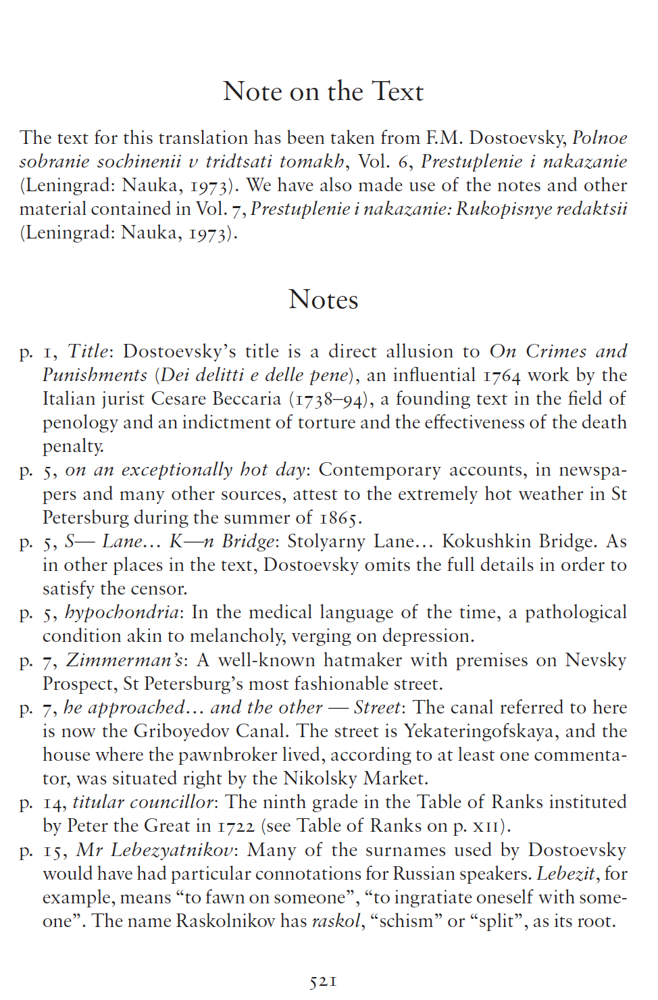 Note on the Text
The text for this translation has been taken from F.M. Dostoevsky, Polnoe
sobranie sochinenii v tridtsati tomakh, Vol. 6, Prestuplenie i nakazanie
(Leningrad: Nauka, 1973). We have also made use of the notes and other
material contained in Vol. 7, Prestuplenie i nakazanie: Rukopisnye redaktsii
(Leningrad: Nauka, 1973).
Notes
p. 1, Title: Dostoevsky’s title is a direct allusion to On Crimes and
Punishments (Dei delitti e delle pene), an influential 1764 work by the
Italian jurist Cesare Beccaria (1738–94), a founding text in the field of
penology and an indictment of torture and the effectiveness of the death
penalty.
p. 5, on an exceptionally hot day: Contemporary accounts, in newspa-
pers and many other sources, attest to the extremely hot weather in St
Petersburg during the summer of 1865.
p. 5, S— Lane… K—n Bridge: Stolyarny Lane… Kokushkin Bridge. As
in other places in the text, Dostoevsky omits the full details in order to
satisfy the censor.
p. 5, hypochondria: In the medical language of the time, a pathological
condition akin to melancholy, verging on depression.
p. 7, Zimmerman’s: A well-known hatmaker with premises on Nevsky
Prospect, St Petersburg’s most fashionable street.
p. 7, he approached… and the other — Street: The canal referred to here
is now the Griboyedov Canal. The street is Yekateringofskaya, and the
house where the pawnbroker lived, according to at least one commenta-
tor, was situated right by the Nikolsky Market.
p. 14, titular councillor: The ninth grade in the Table of Ranks instituted
by Peter the Great in 1722 (see Table of Ranks on p. XII).
p. 15, Mr Lebezyatnikov: Many of the surnames used by Dostoevsky
would have had particular connotations for Russian speakers. Lebezit, for
example, means “to fawn on someone”, “to ingratiate oneself with some-
one”. The name Raskolnikov has raskol, “schism” or “split”, as its root.
521